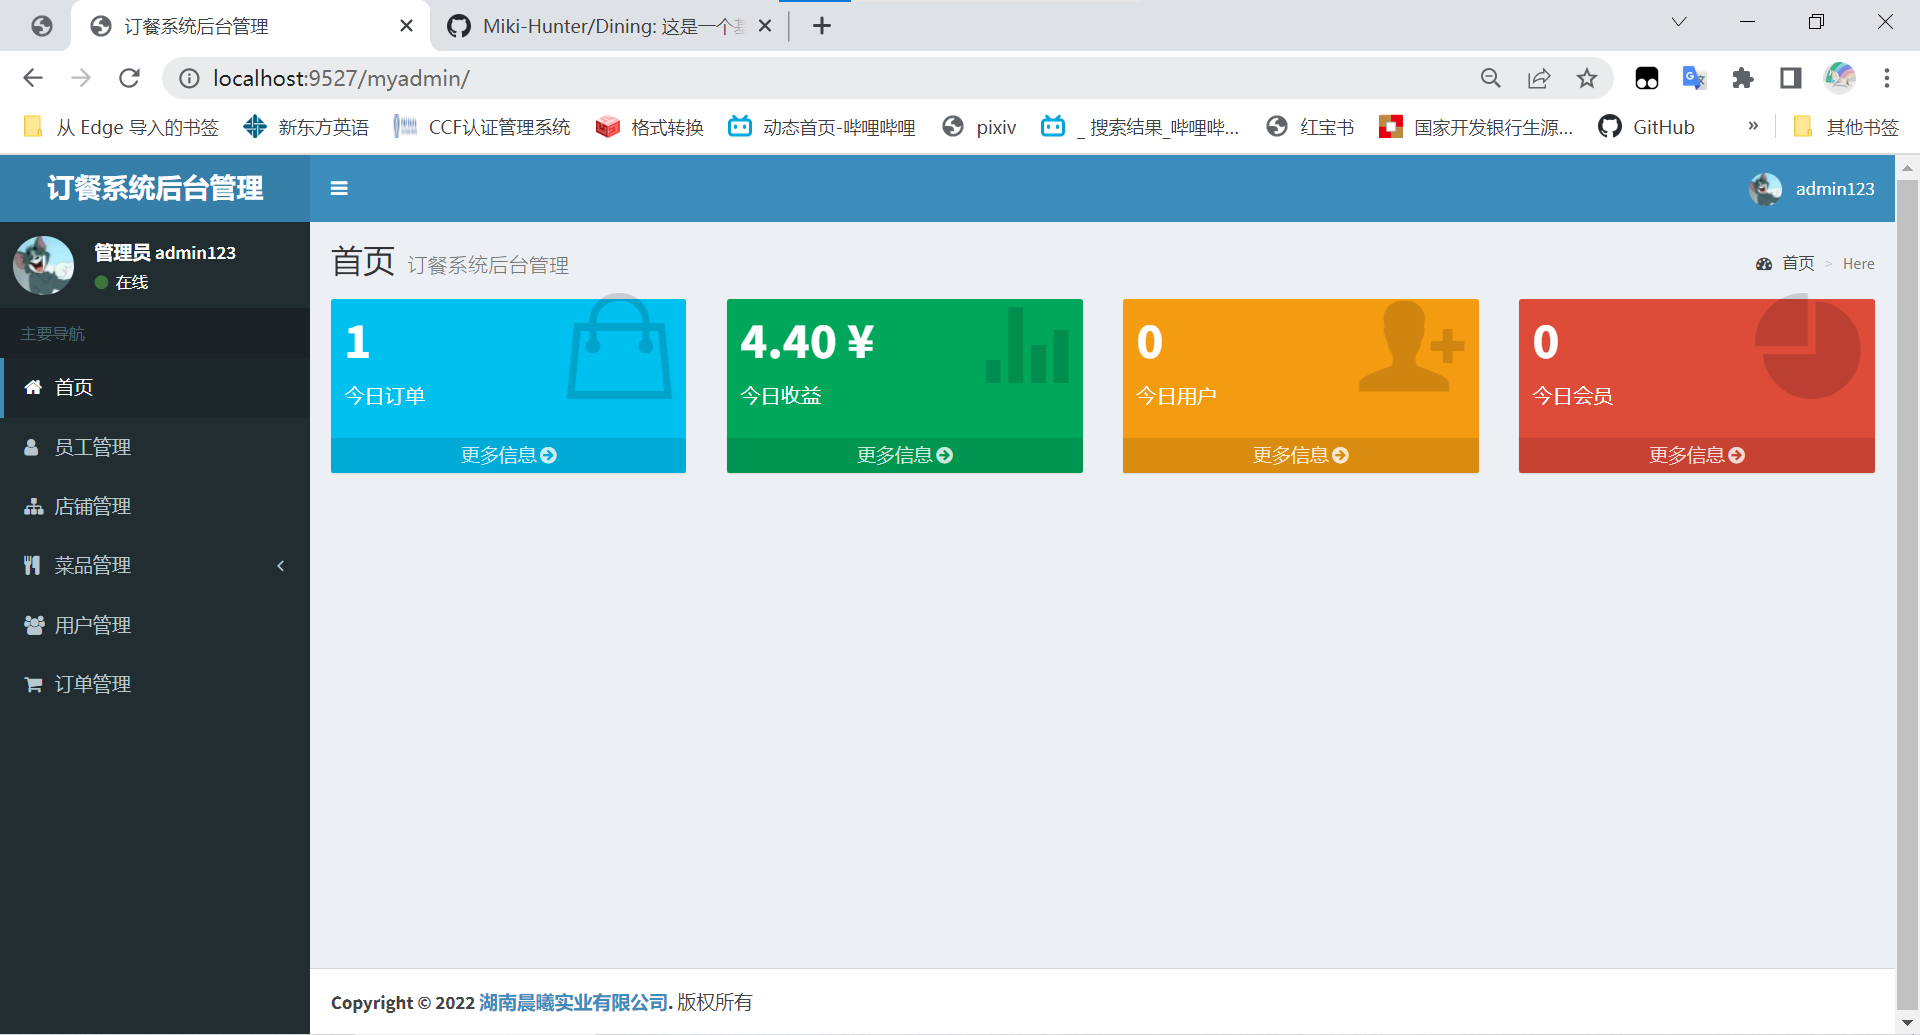 订餐系统后台管理
Miki-Hunter/Dining: 这是一个基
localhost:9527/myadmin/
从 Edge 导入的书签
新东方英语
CCF认证管理系统
格式转换
动态首页-哔哩哔哩
pixiv
_ 搜索结果_哔哩哔...
红宝书
国家开发银行生源...
GitHub
»
其他书签
订餐系统后台管理
admin123
管理员 admin123
在线
主要导航
首页
员工管理
店铺管理
菜品管理
用户管理
订单管理
首页 订餐系统后台管理
首页 > Here
1
今日订单
更多信息
4.40 ¥
今日收益
更多信息
0
今日用户
更多信息
0
今日会员
更多信息
Copyright © 2022 湖南晨曦实业有限公司. 版权所有